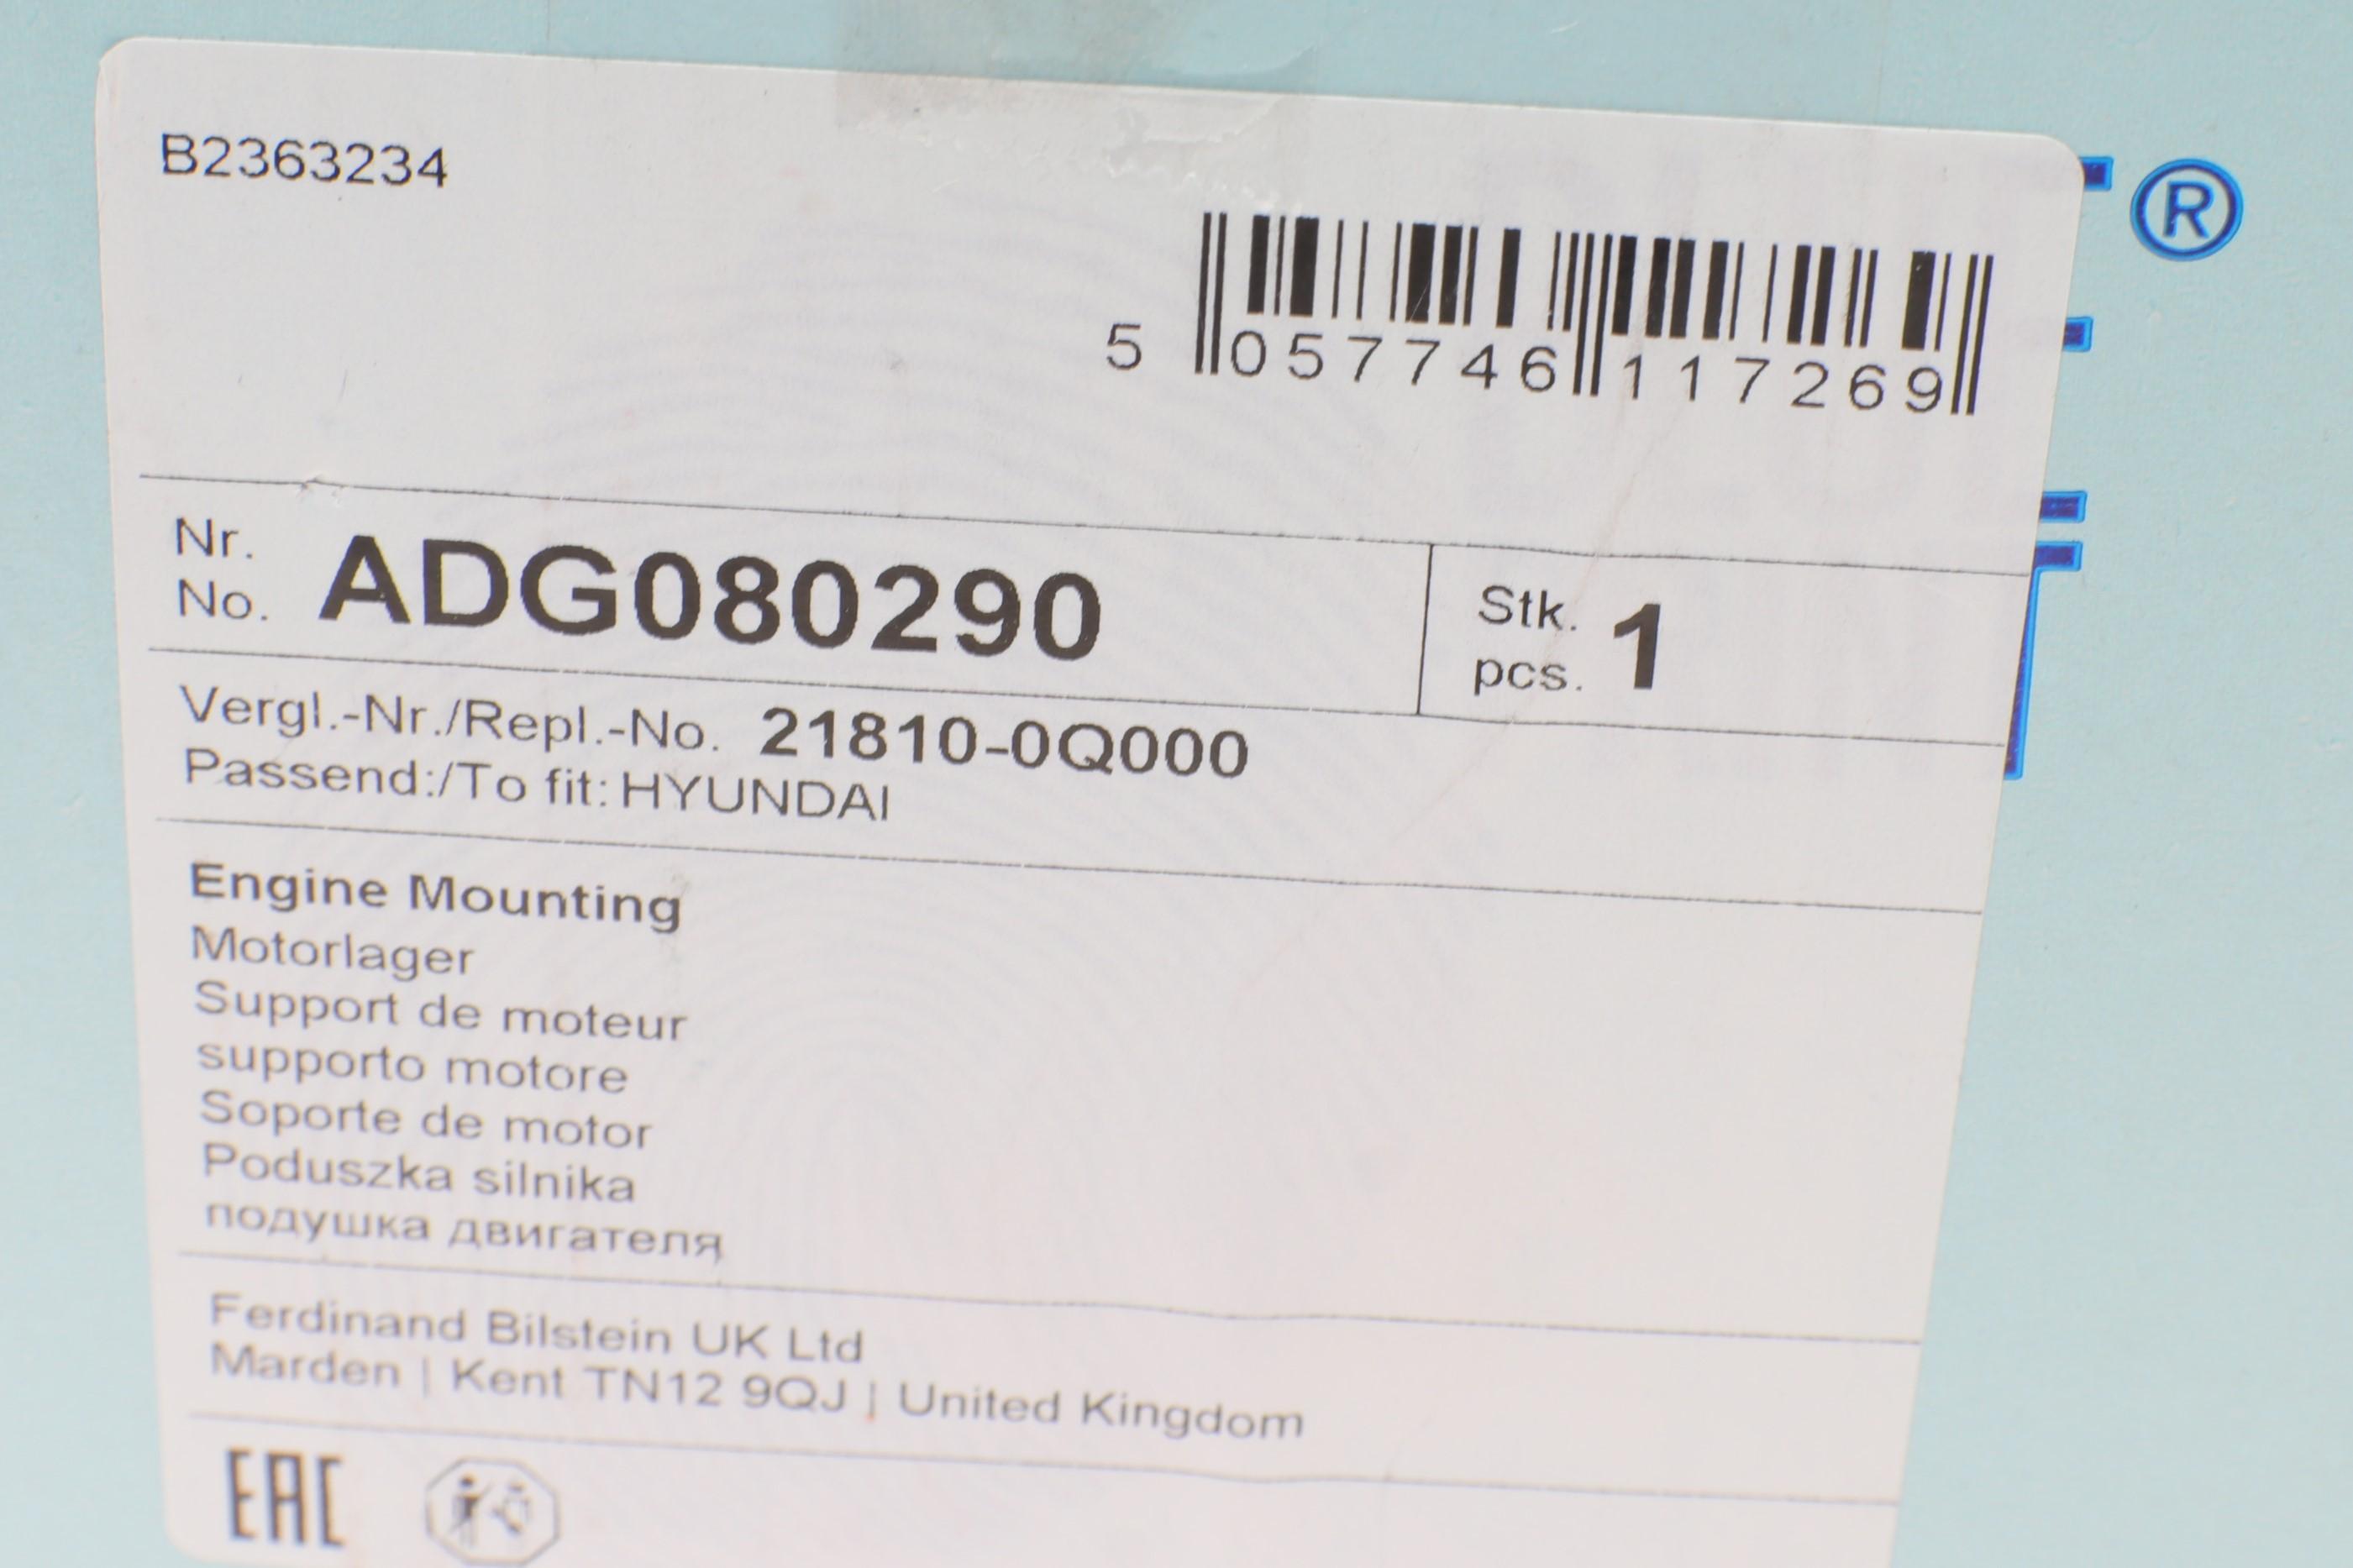 B2363234
®
5 057746 117269
Nr.
No. ADG080290
Stk.
pcs. 1
Vergl.-Nr./Repl.-No. 21810-0Q000
Passend:/To fit: HYUNDAI
Engine Mounting
Motorlager
Support de moteur
supporto motore
Soporte de motor
Poduszka silnika
подушка двигателя
Ferdinand Bilstein UK Ltd
Marden | Kent TN12 9QJ | United Kingdom
EAC